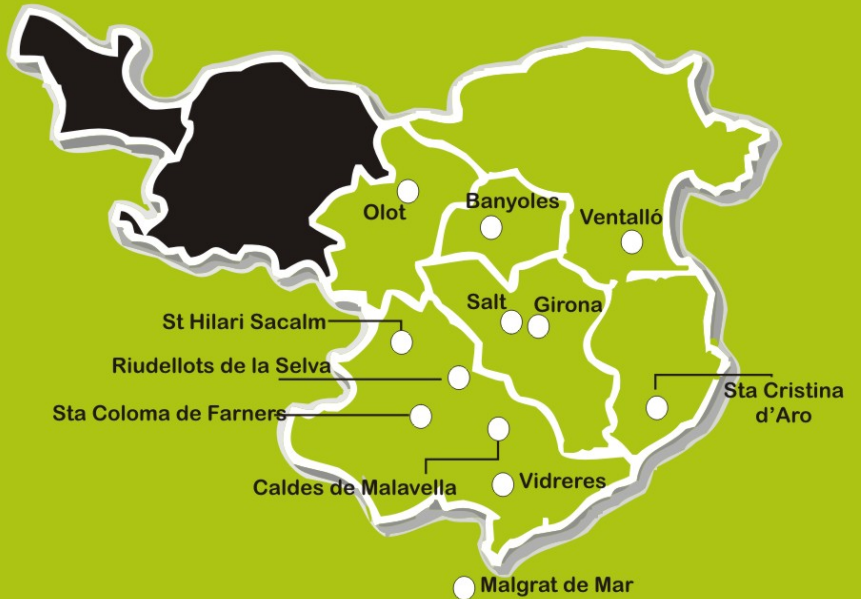 Olot
Banyoles
Ventalló
Salt
Girona
St Hilari Sacalm
Riudellots de la Selva
Sta Cristina
d’Aro
Sta Coloma de Farners
Caldes de Malavella
Vidreres
Malgrat de Mar